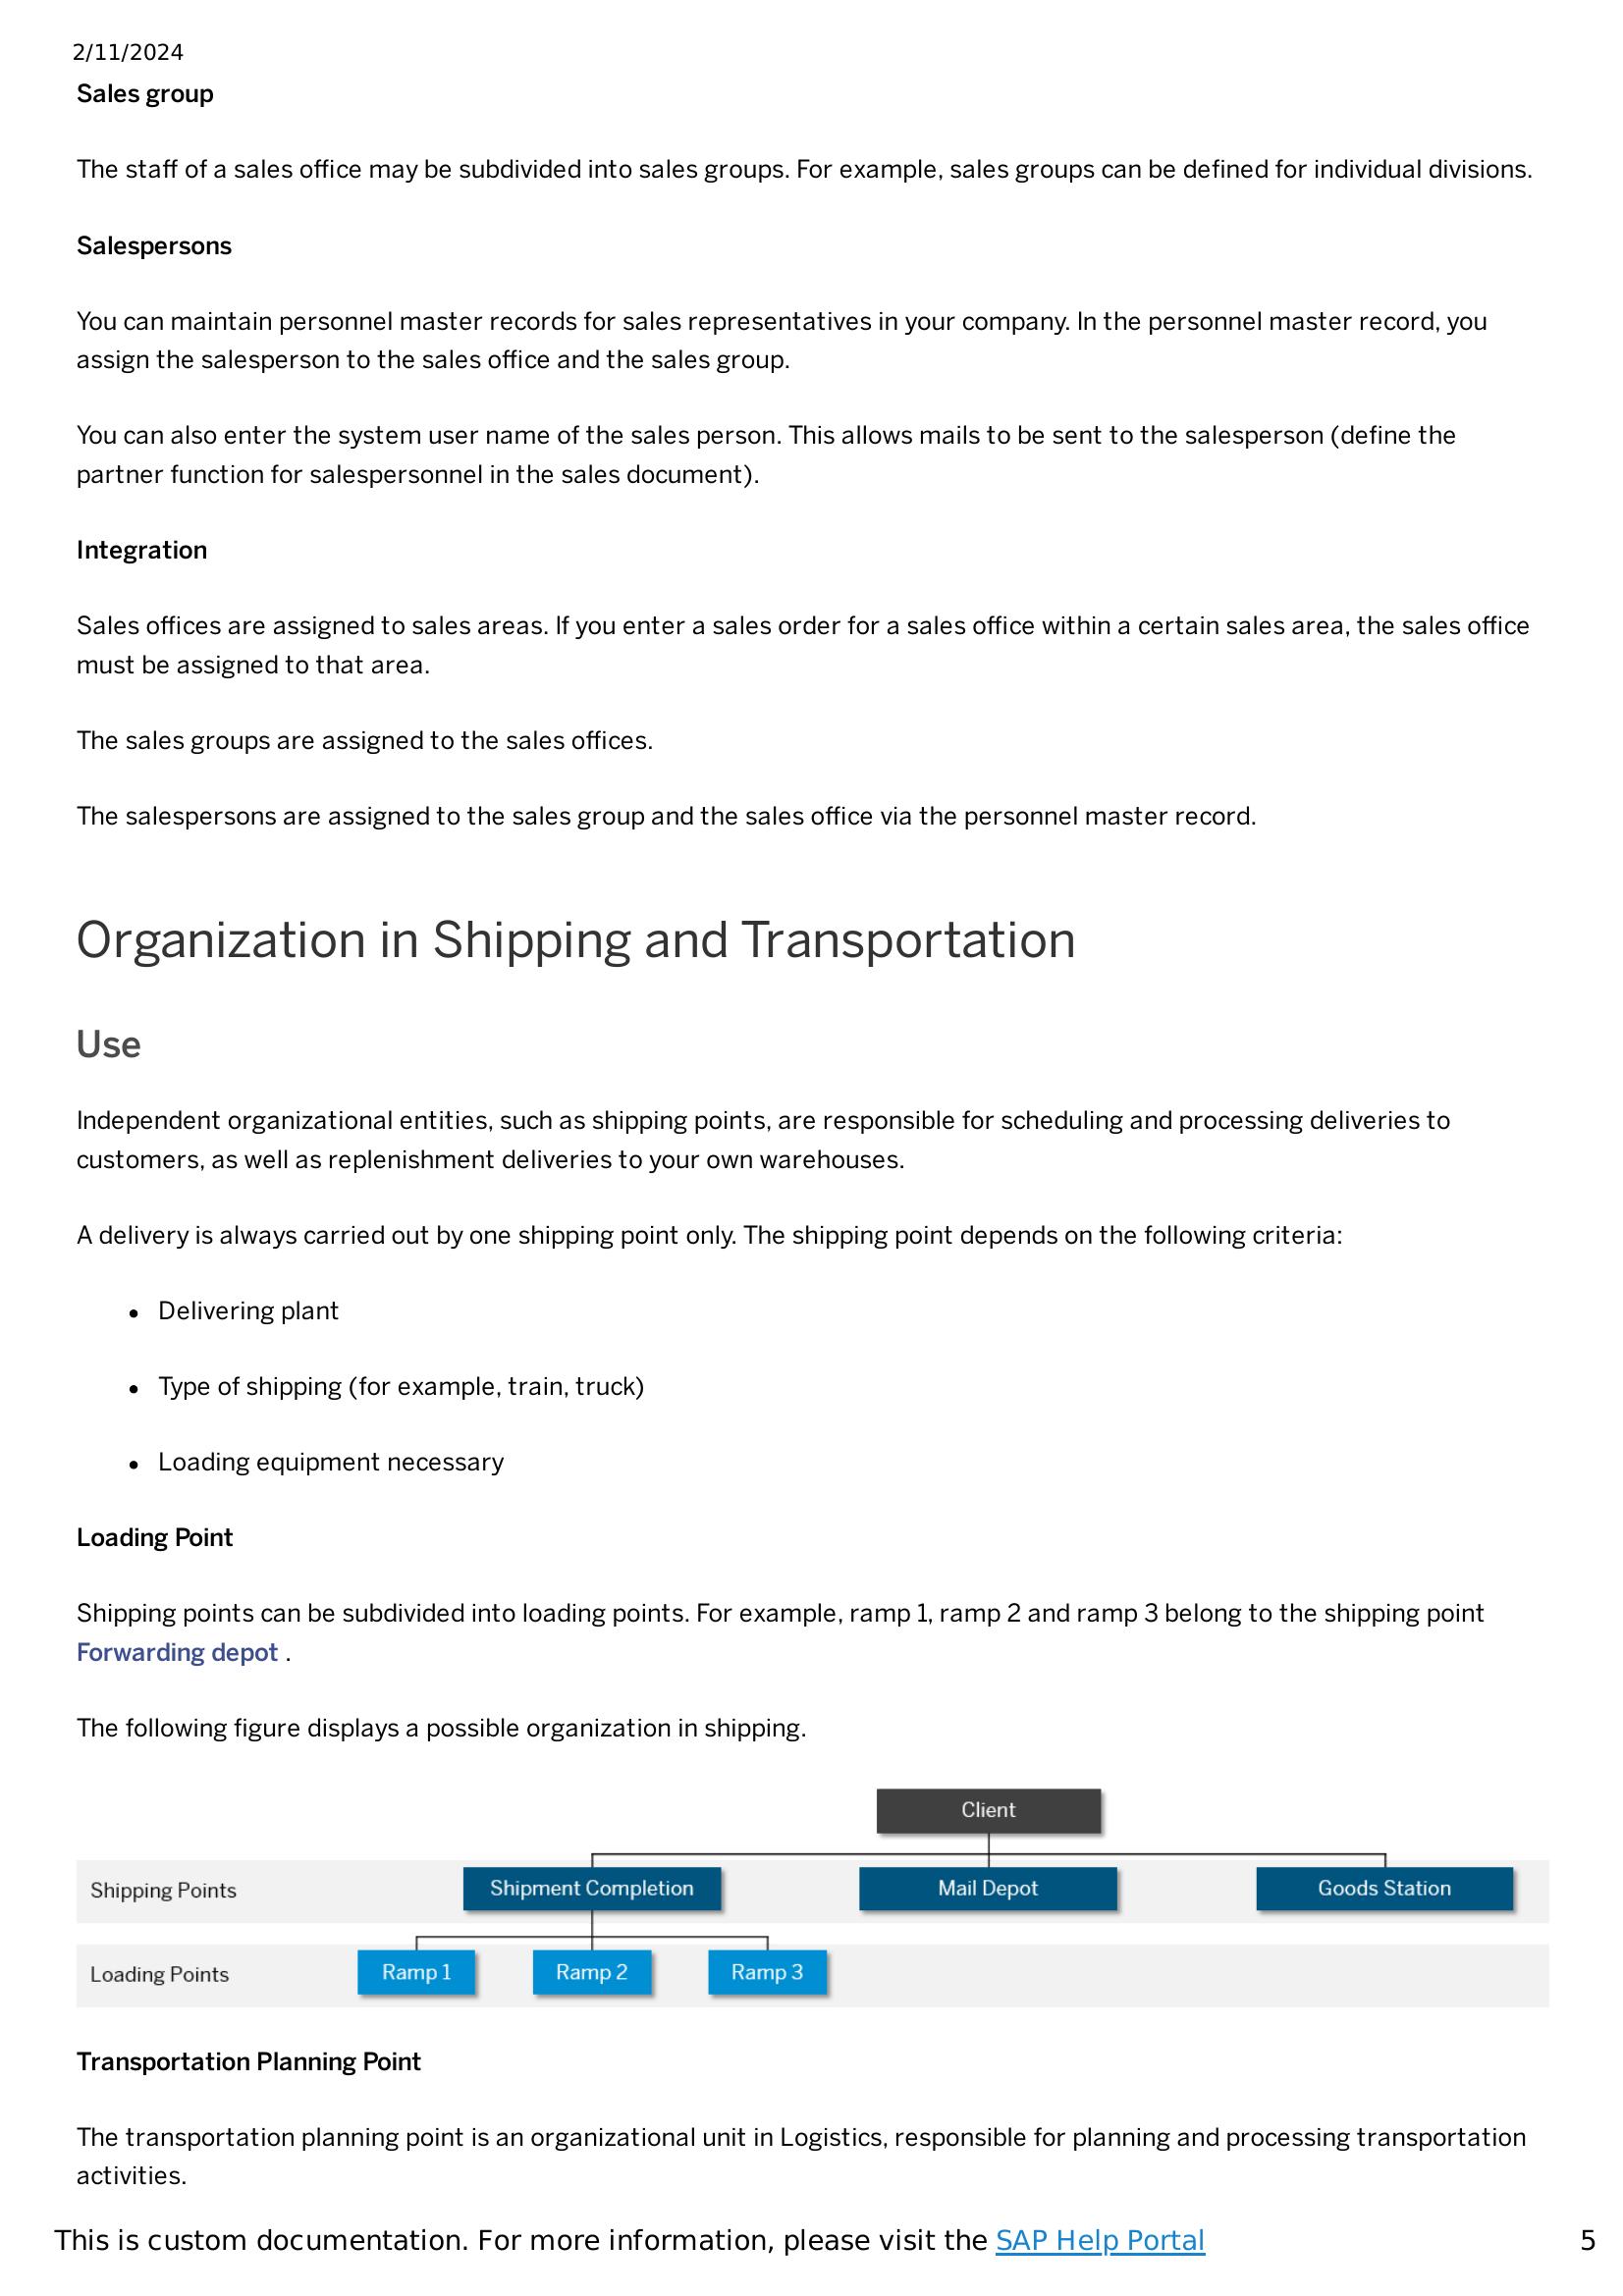 2/11/2024
Sales group
The staff of a sales office may be subdivided into sales groups. For example, sales groups can be defined for individual divisions.
Salespersons
You can maintain personnel master records for sales representatives in your company. In the personnel master record, you
assign the salesperson to the sales office and the sales group.
You can also enter the system user name of the sales person. This allows mails to be sent to the salesperson (define the
partner function for salespersonnel in the sales document).
Integration
Sales offices are assigned to sales areas. If you enter a sales order for a sales office within a certain sales area, the sales office
must be assigned to that area.
The sales groups are assigned to the sales offices.
The salespersons are assigned to the sales group and the sales office via the personnel master record.
Organization in Shipping and Transportation
Use
Independent organizational entities, such as shipping points, are responsible for scheduling and processing deliveries to
customers, as well as replenishment deliveries to your own warehouses.
A delivery is always carried out by one shipping point only. The shipping point depends on the following criteria:
• Delivering plant
• Type of shipping (for example, train, truck)
• Loading equipment necessary
Loading Point
Shipping points can be subdivided into loading points. For example, ramp 1, ramp 2 and ramp 3 belong to the shipping point
Forwarding depot .
The following figure displays a possible organization in shipping.
Client
Shipping Points Shipment Completion Mail Depot Goods Station
Loading Points Ramp 1 Ramp 2 Ramp 3
Transportation Planning Point
The transportation planning point is an organizational unit in Logistics, responsible for planning and processing transportation
activities.
This is custom documentation. For more information, please visit the SAP Help Portal 5